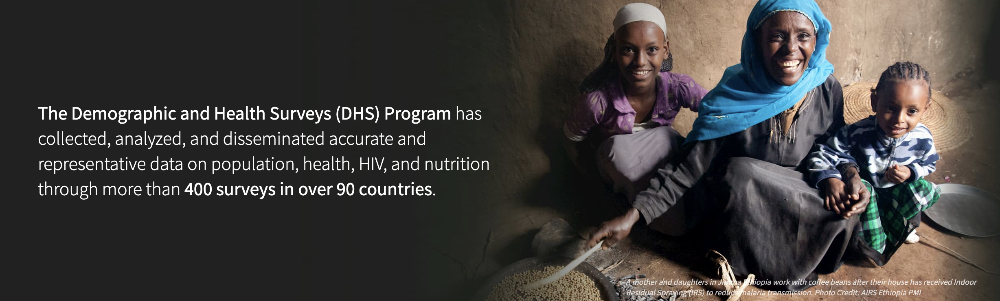 The Demographic and Health Surveys (DHS) Program has
collected, analyzed, and disseminated accurate and
representative data on population, health, HIV, and nutrition
through more than 400 surveys in over 90 countries.
A mother and daughters in Jimma Ethiopia work with coffee beans after their house has received Indoor
Residual Spraying (IRS) to reduce malaria transmission. Photo Credit: AIRS Ethiopia PMI